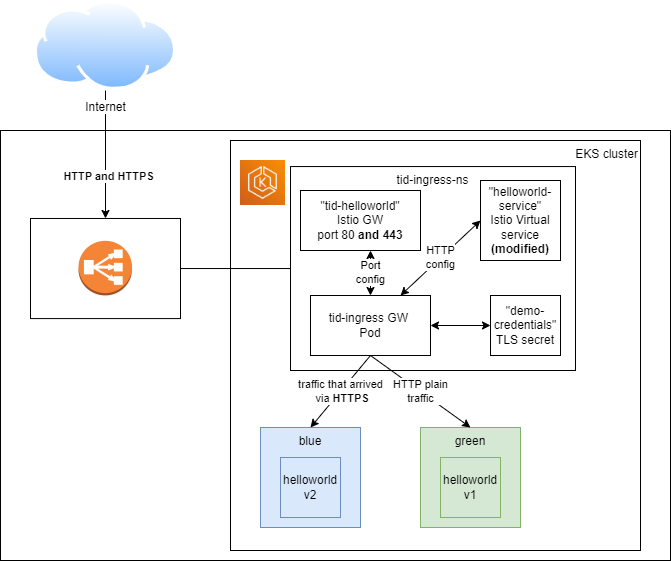 Internet
HTTP and HTTPS
EKS cluster
K
tid-ingress-ns
"tid-helloworld"
Istio GW
port 80 and 443
"helloworld-
service"
Istio Virtual
service
(modified)
HTTP
config
Port
config
tid-ingress GW
Pod
"demo-
credentials"
TLS secret
traffic that arrived
via HTTPS
HTTP plain
traffic
blue
helloworld
v2
green
helloworld
v1